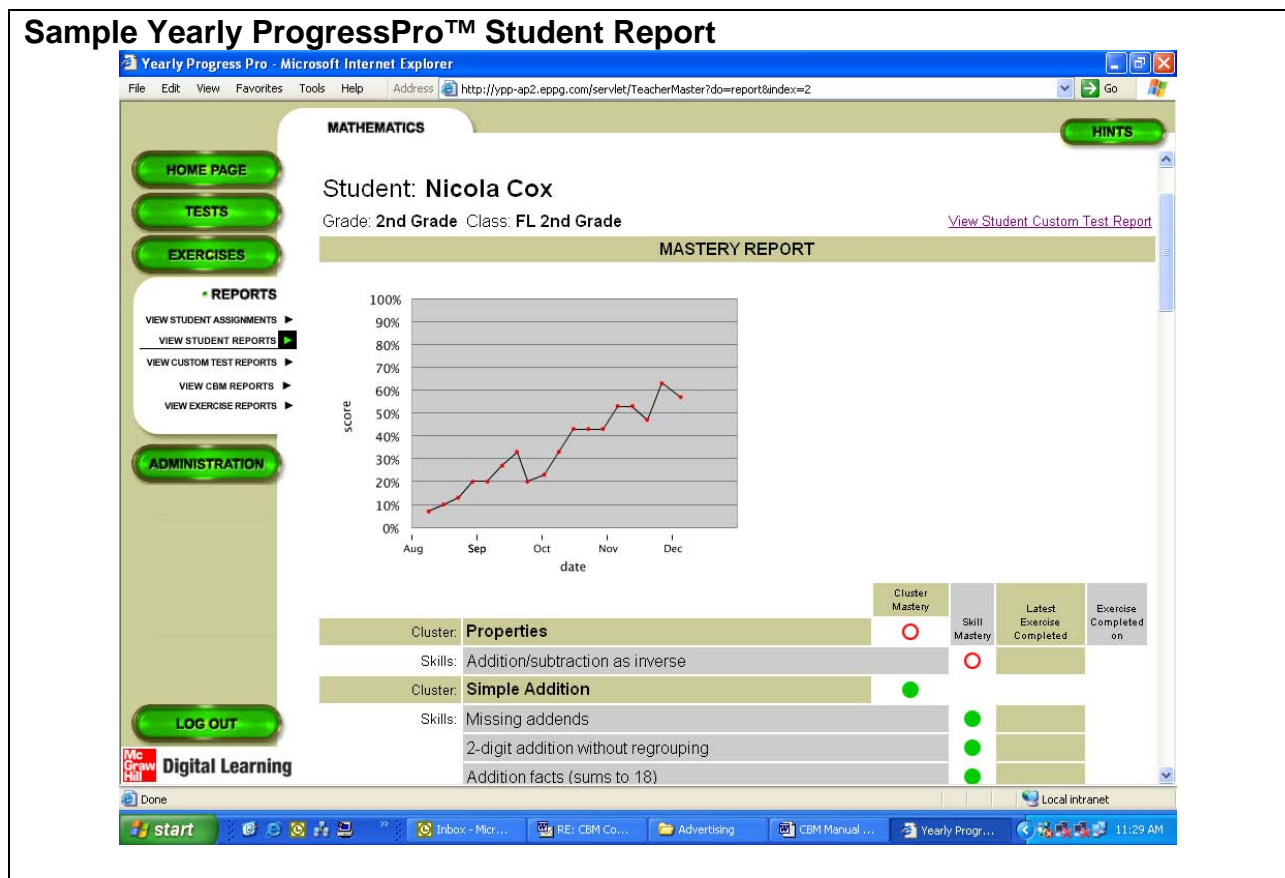 Sample Yearly ProgressPro™ Student Report
Yearly Progress Pro - Microsoft Internet Explorer
File Edit View Favorites Tools Help Address http://ypp-ap2.eppg.com/servlet/TeacherMaster?do=report&index=2 Go
MATHEMATICS
HINTS
HOME PAGE
TESTS
EXERCISES
• REPORTS
VIEW STUDENT ASSIGNMENTS
VIEW STUDENT REPORTS
VIEW CUSTOM TEST REPORTS
VIEW CBM REPORTS
VIEW EXERCISE REPORTS
ADMINISTRATION
LOG OUT
Mc Graw Hill Digital Learning
Student: Nicola Cox
Grade: 2nd Grade Class: FL 2nd Grade
View Student Custom Test Report
MASTERY REPORT
100%
90%
80%
70%
60%
50%
40%
30%
20%
10%
0%
score
Aug Sep Oct Nov Dec
date
Cluster Mastery
Skill Mastery
Latest Exercise Completed
Exercise Completed on
Cluster: Properties
Skills: Addition/subtraction as inverse
Cluster: Simple Addition
Skills: Missing addends
2-digit addition without regrouping
Addition facts (sums to 18)
Done Local intranet
start Inbox - Micr... RE: CBM Co... Advertising CBM Manual ... Yearly Progr... 11:29 AM